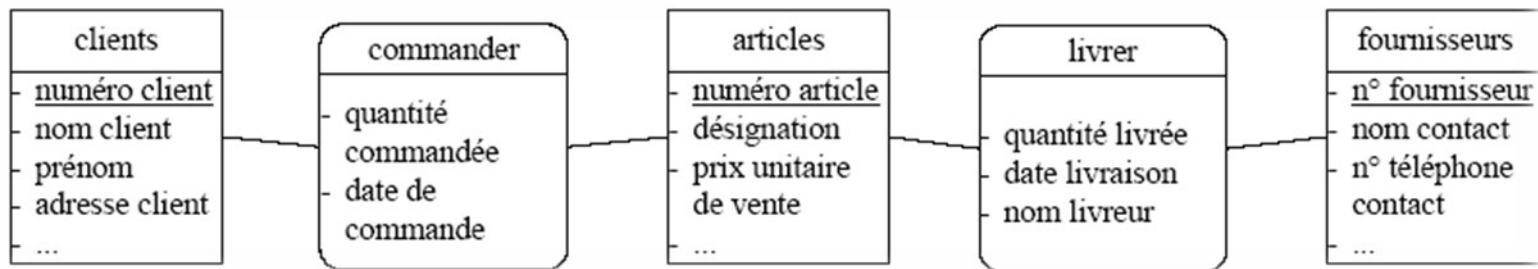 clients
- numéro client
- nom client
- prénom
- adresse client
- ...
commander
- quantité
commandée
- date de
commande
articles
- numéro article
- désignation
- prix unitaire
de vente
- ...
livrer
- quantité livrée
- date livraison
- nom livreur
fournisseurs
- n° fournisseur
- nom contact
- n° téléphone
contact
- ...